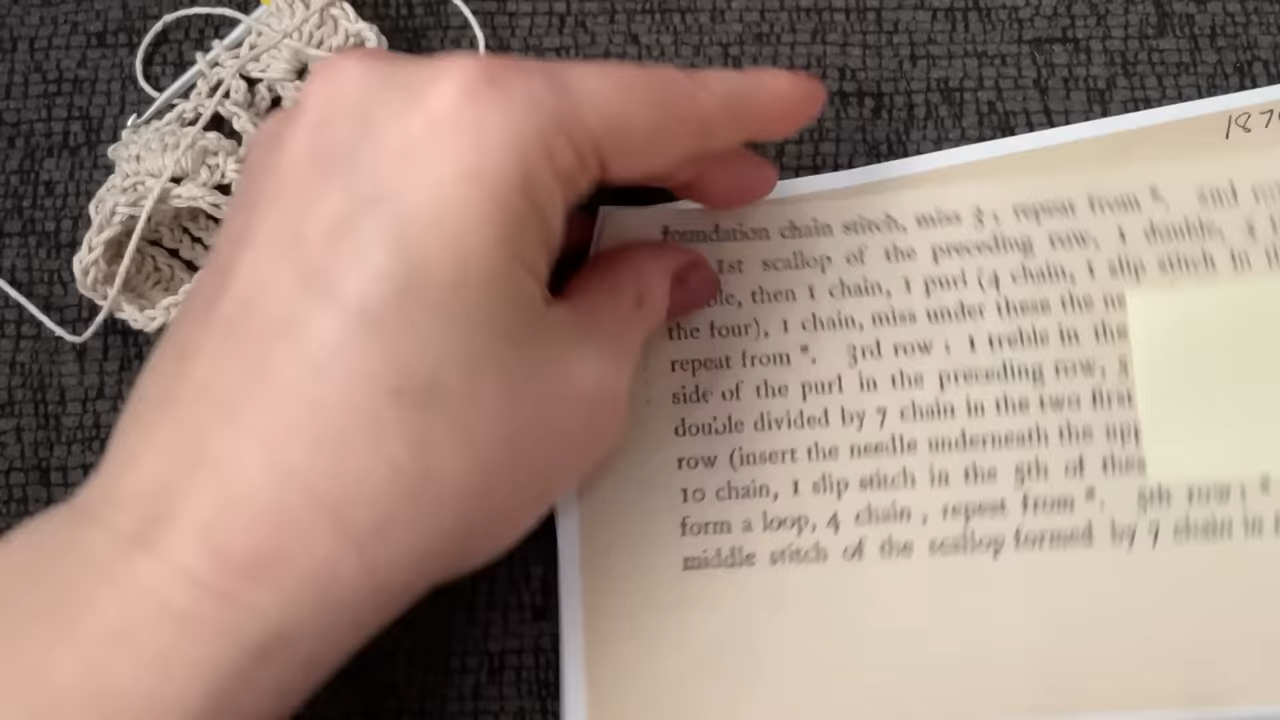 187
foundation chain stitch, miss 3; repeat from *. and
1st scallop of the preceding row, 1 double,
then 1 chain, 1 purl (4 chain, 1 slip stitch in
the four), 1 chain, miss under these the
repeat from *. 3rd row: 1 treble in the
side of the purl in the preceding row,
double divided by 7 chain in the two first
row (insert the needle underneath the
10 chain, 1 slip stitch in the 5th of
form a loop, 4 chain, repeat from *. 5th row:
middle stitch of the scallop formed by 7 chain in